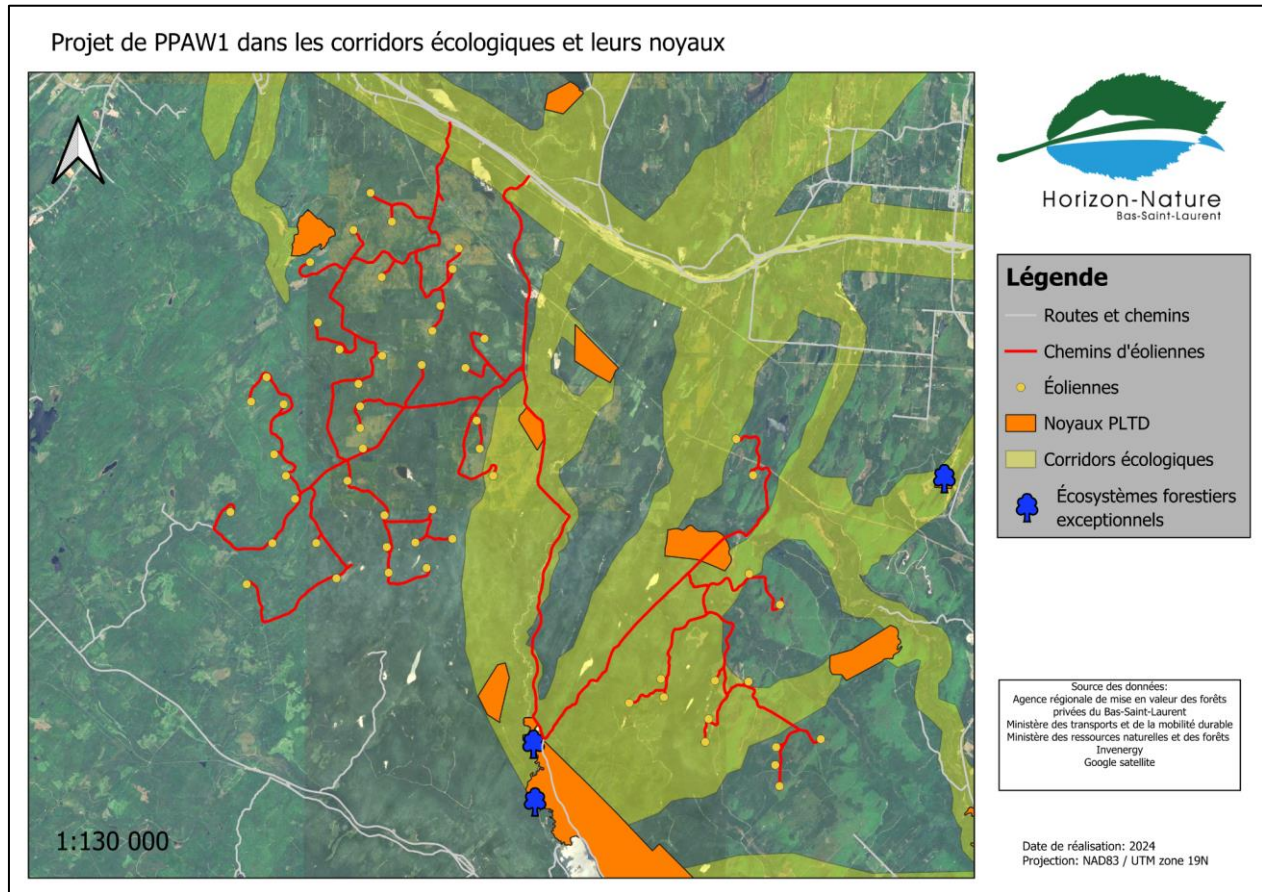 Projet de PPAW1 dans les corridors écologiques et leurs noyaux
Horizon-Nature
Bas-Saint-Laurent
Légende
Routes et chemins
Chemins d'éoliennes
Éoliennes
Noyaux PLTD
Corridors écologiques
Écosystèmes forestiers
exceptionnels
Source des données:
Agence régionale de mise en valeur des forêts
privées du Bas-Saint-Laurent
Ministère des transports et de la mobilité durable
Ministère des ressources naturelles et des forêts
Invenergy
Google satellite
1:130 000
Date de réalisation: 2024
Projection: NAD83 / UTM zone 19N